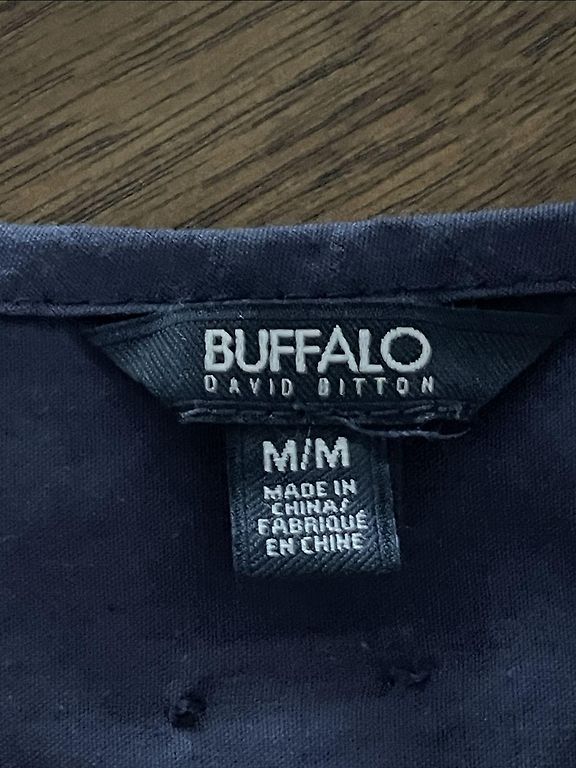 BUFFALO
DAVID BITTON
M/M
MADE IN
CHINA/
FABRIQUÉ
EN CHINE